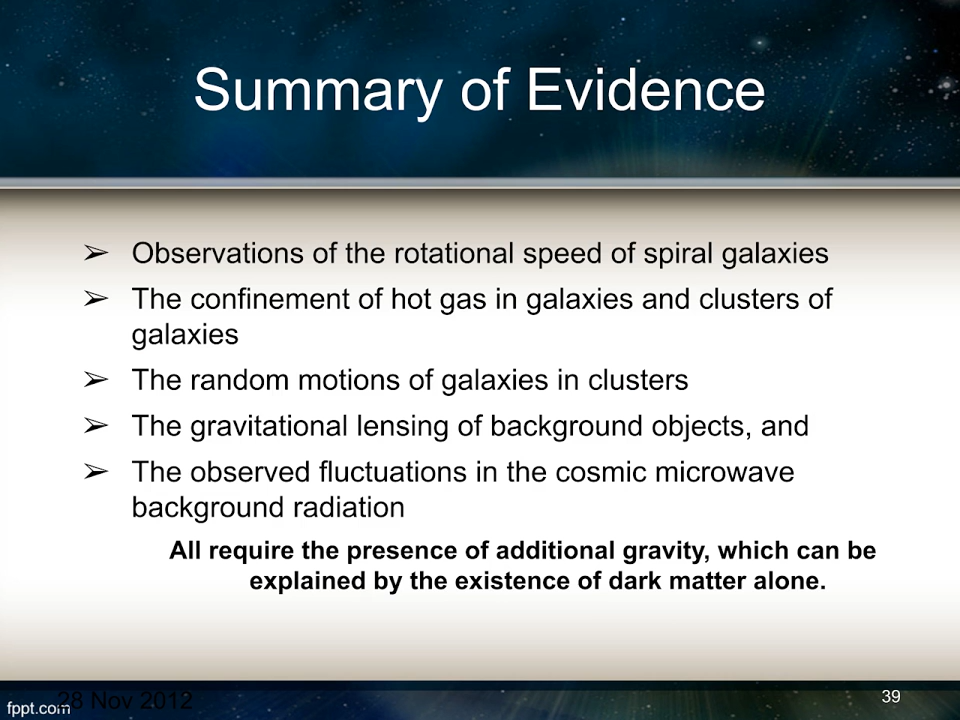 Summary of Evidence
➢ Observations of the rotational speed of spiral galaxies
➢ The confinement of hot gas in galaxies and clusters of
galaxies
➢ The random motions of galaxies in clusters
➢ The gravitational lensing of background objects, and
➢ The observed fluctuations in the cosmic microwave
background radiation
All require the presence of additional gravity, which can be
explained by the existence of dark matter alone.
28 Nov 2012
39
fppt.com